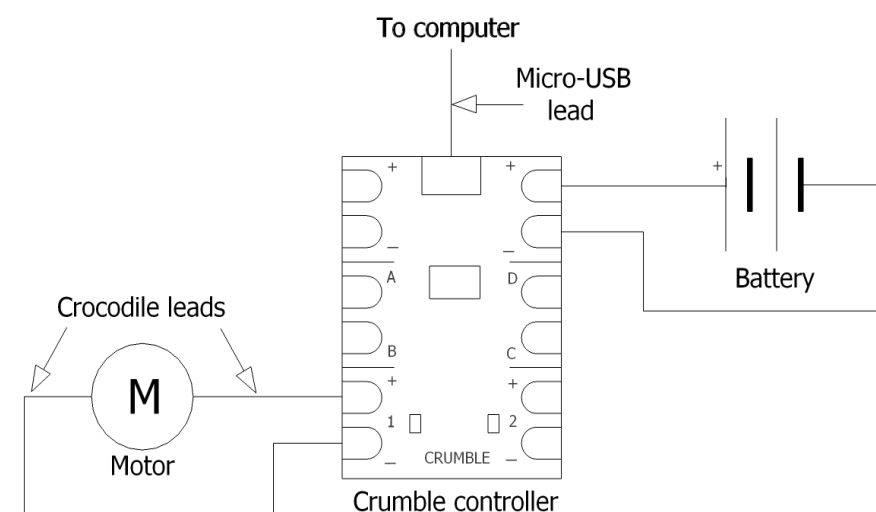 To computer
Micro-USB
lead
+ +
+
– –
A D
Battery
Crocodile leads
B C
+ +
M
1 2
Motor
– CRUMBLE –
Crumble controller